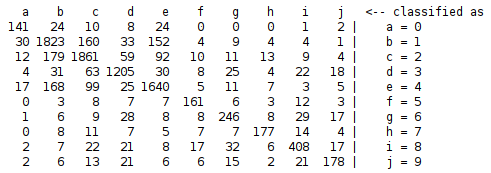 a b c d e f g h i j <-- classified as
141 24 10 8 24 0 0 0 1 2 | a = 0
30 1823 160 33 152 4 9 4 4 1 | b = 1
12 179 1861 59 92 10 11 13 9 4 | c = 2
4 31 63 1205 30 8 25 4 22 18 | d = 3
17 168 99 25 1640 5 11 7 3 5 | e = 4
0 3 8 7 7 161 6 3 12 3 | f = 5
1 6 9 28 8 8 246 8 29 17 | g = 6
0 8 11 7 5 7 7 177 14 4 | h = 7
2 7 22 21 8 17 32 6 408 17 | i = 8
2 6 13 21 6 6 15 2 21 178 | j = 9